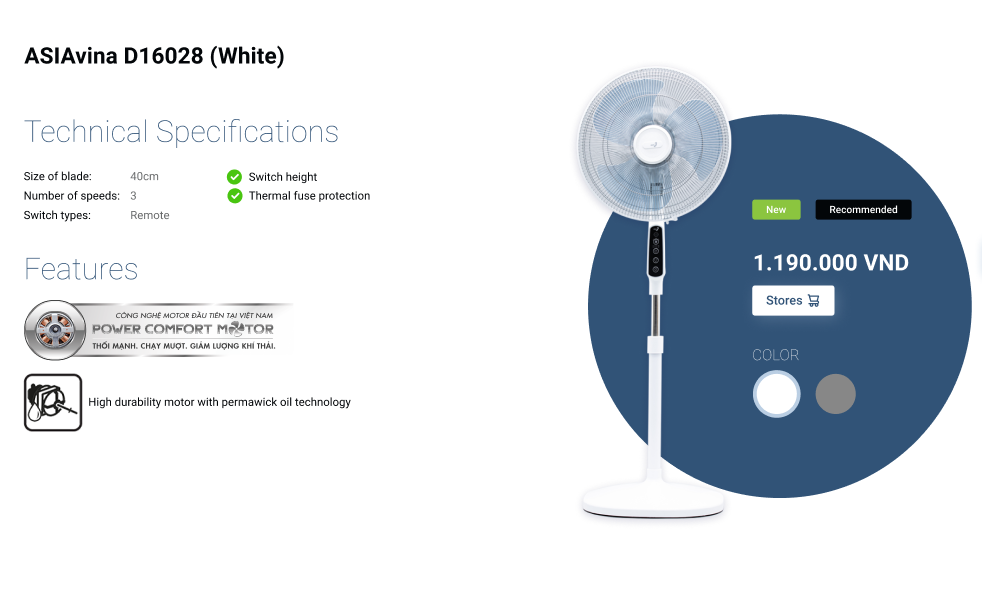 ASIAvina D16028 (White)
Technical Specifications
Size of blade: 40cm
Number of speeds: 3
Switch types: Remote
Switch height
Thermal fuse protection
Features
CÔNG NGHỆ MOTOR ĐẦU TIÊN TẠI VIỆT NAM
POWER COMFORT MOTOR
THỔI MẠNH. CHẠY MƯỢT. GIẢM LƯỢNG KHÍ THẢI.
High durability motor with permawick oil technology
New
Recommended
1.190.000 VND
Stores
COLOR